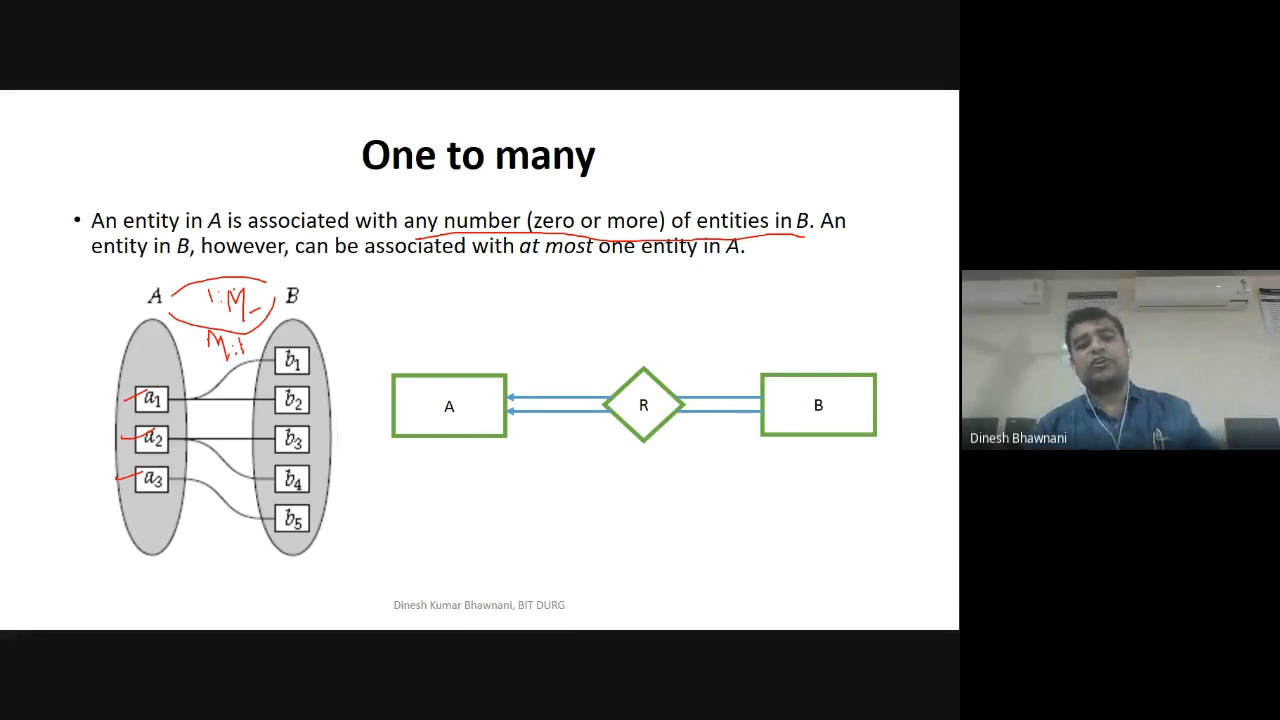 One to many
• An entity in A is associated with any number (zero or more) of entities in B. An
entity in B, however, can be associated with at most one entity in A.
A 1:M B
M:1
b1
a1 b2
a2 b3
a3 b4
b5
A R B
Dinesh Kumar Bhawnani, BIT DURG
Dinesh Bhawnani